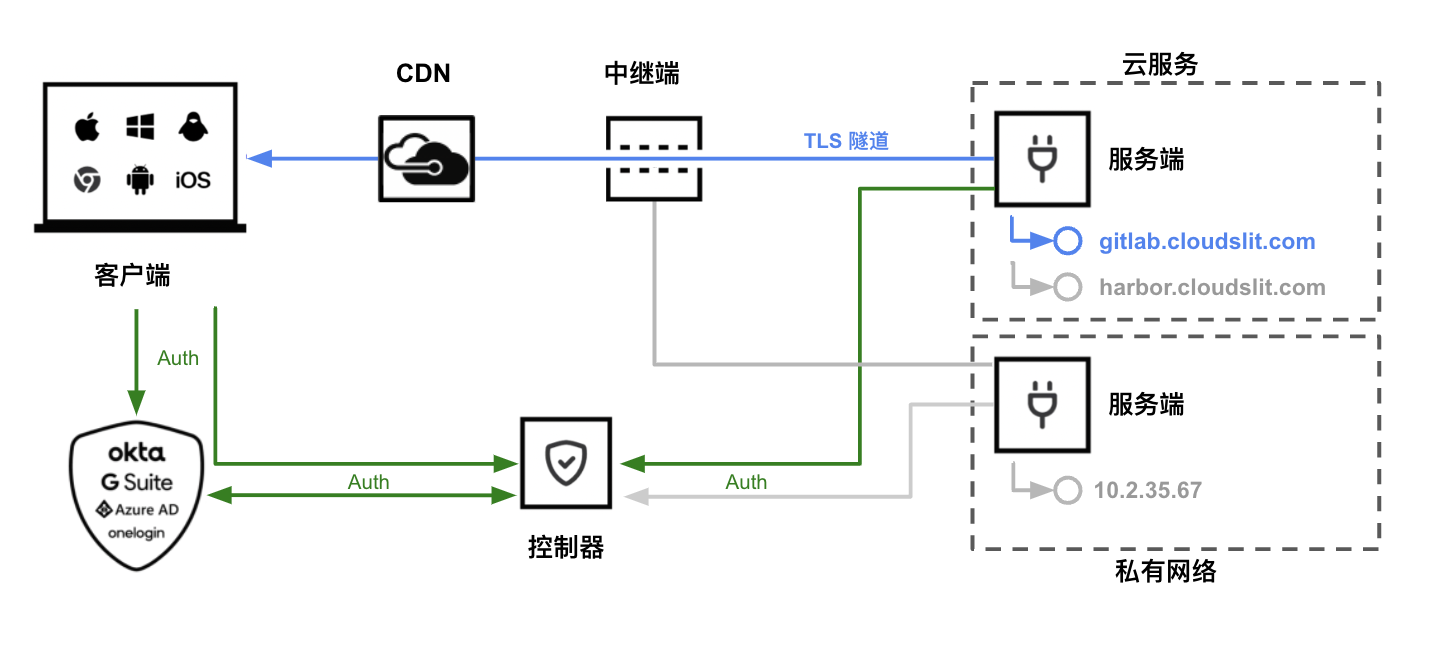 CDN
中继端
云服务
iOS
TLS 隧道
服务端
gitlab.cloudslit.com
harbor.cloudslit.com
客户端
Auth
服务端
okta
G Suite
Azure AD
onelogin
Auth
Auth
10.2.35.67
控制器
私有网络